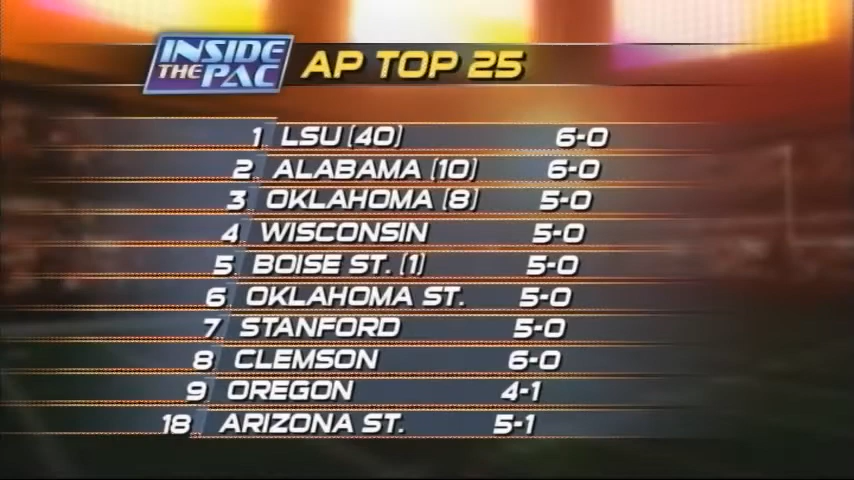 INSIDE THE PAC AP TOP 25
1 LSU (40) 6-0
2 ALABAMA (10) 6-0
3 OKLAHOMA (8) 5-0
4 WISCONSIN 5-0
5 BOISE ST. (1) 5-0
6 OKLAHOMA ST. 5-0
7 STANFORD 5-0
8 CLEMSON 6-0
9 OREGON 4-1
18 ARIZONA ST. 5-1